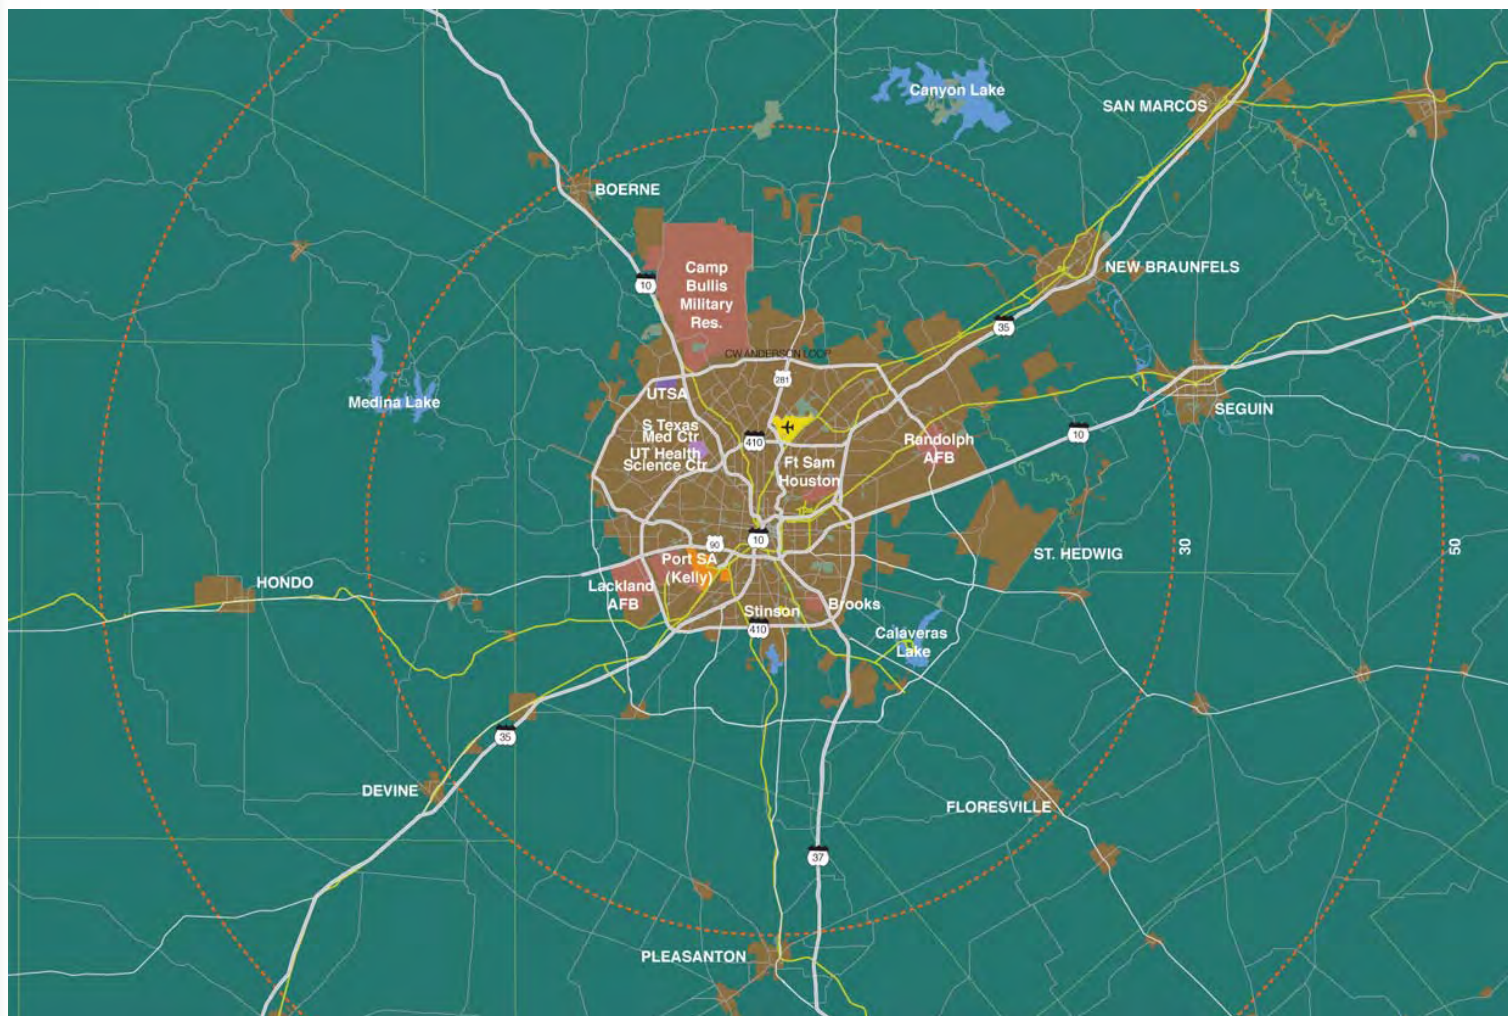 Canyon Lake
SAN MARCOS
BOERNE
Camp
Bullis
Military
Res.
NEW BRAUNFELS
10
35
CW ANDERSON LOOP
281
UTSA
Medina Lake
SEGUIN
S Texas
Med Ctr
UT Health
Science Ctr
410
10
Randolph
AFB
Ft Sam
Houston
10
90
30
50
ST. HEDWIG
Port SA
(Kelly)
HONDO
Lackland
AFB
Stinson
Brooks
410
Calaveras
Lake
35
DEVINE
FLORESVILLE
37
PLEASANTON